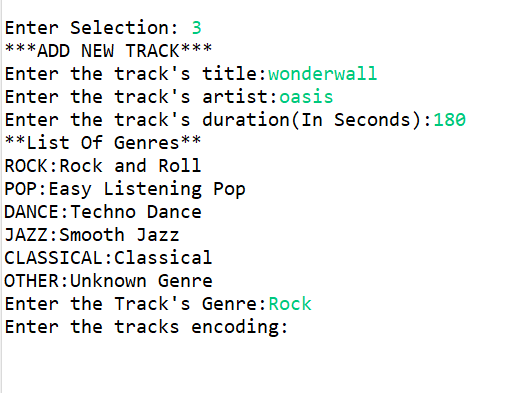 Enter Selection: 3
***ADD NEW TRACK***
Enter the track's title:wonderwall
Enter the track's artist:oasis
Enter the track's duration(In Seconds):180
**List Of Genres**
ROCK:Rock and Roll
POP:Easy Listening Pop
DANCE:Techno Dance
JAZZ:Smooth Jazz
CLASSICAL:Classical
OTHER:Unknown Genre
Enter the Track's Genre:Rock
Enter the tracks encoding: